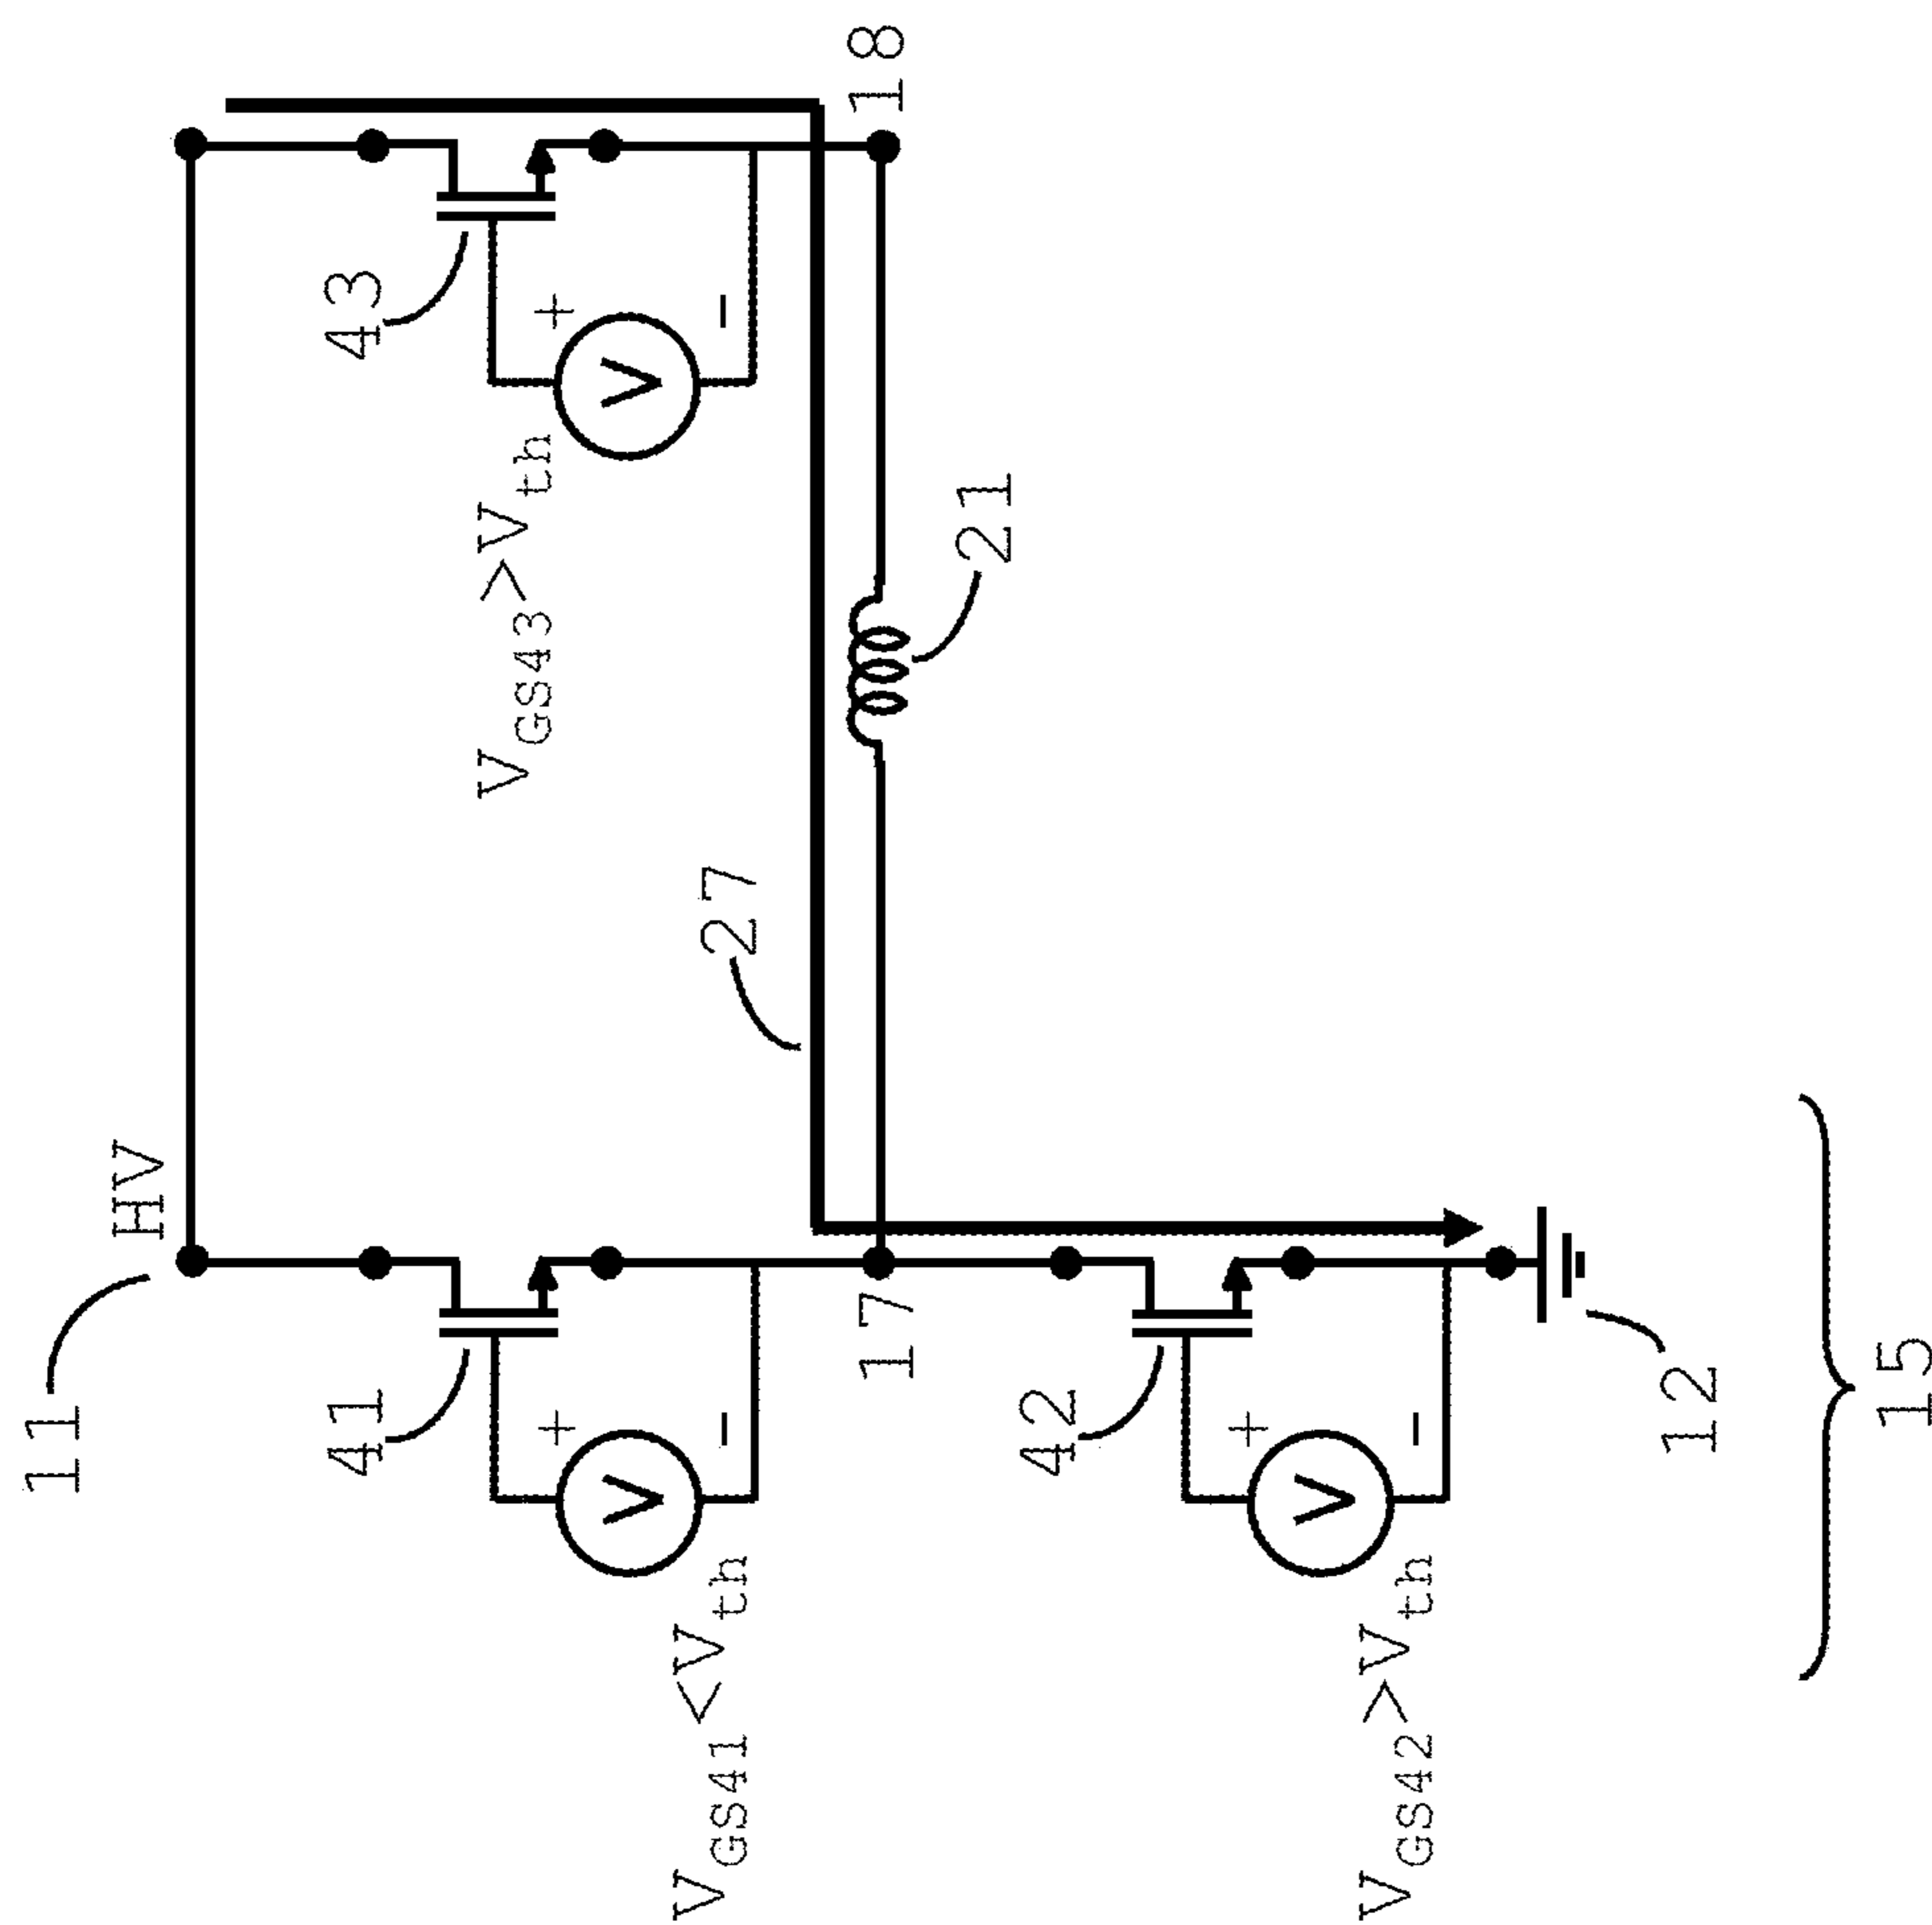 11
HV
41
+
V
-
V_GS41<V_th
17
42
+
V
-
V_GS42>V_th
12
15
27
21
43
+
V
-
V_GS43>V_th
18